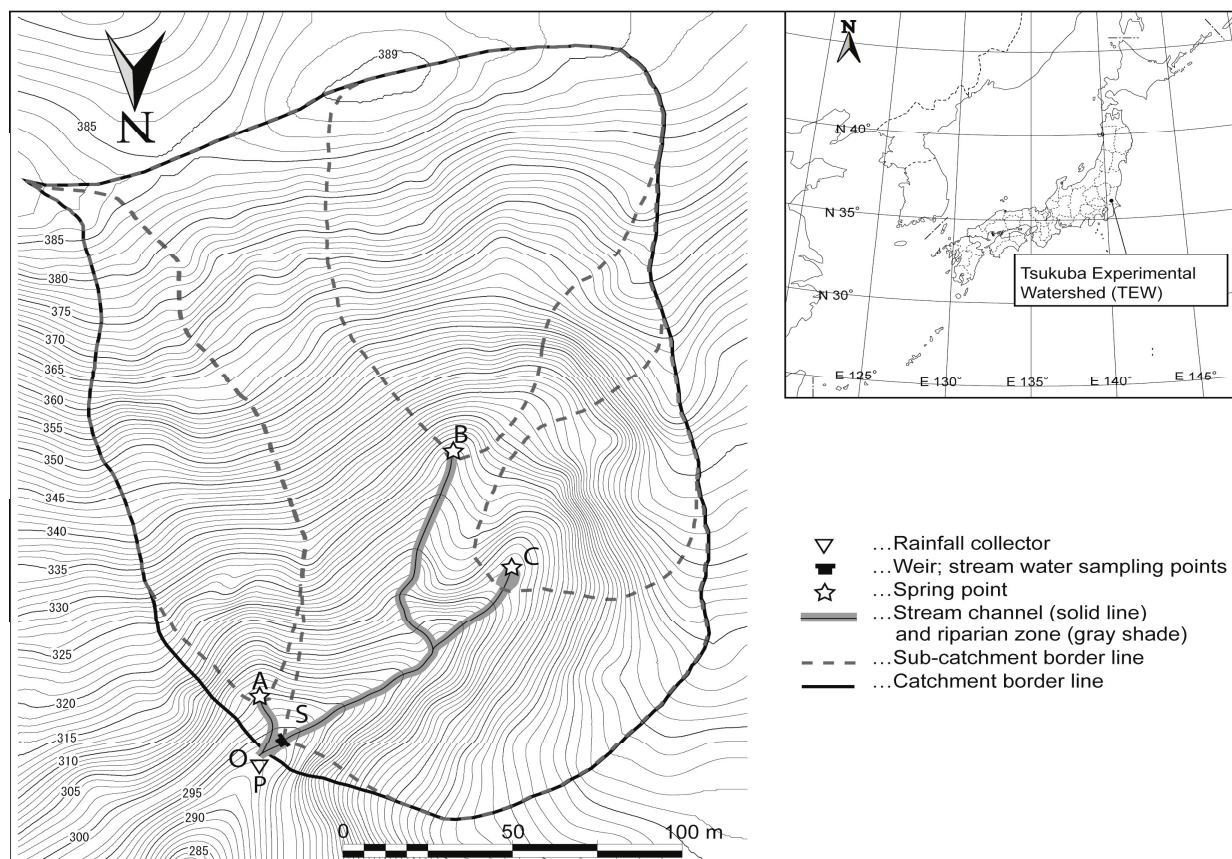 389
385
N
385
380
375
370
365
360
355
350
345
340
335
330
325
320
315
310
305
300
295
290
285
B
C
A
S
O
P
0 50 100 m
N
N 40°
N 35°
N 30°
E 125°
E 130°
E 135°
E 140°
E 145°
Tsukuba Experimental
Watershed (TEW)
...Rainfall collector
...Weir; stream water sampling points
...Spring point
...Stream channel (solid line)
and riparian zone (gray shade)
...Sub-catchment border line
...Catchment border line